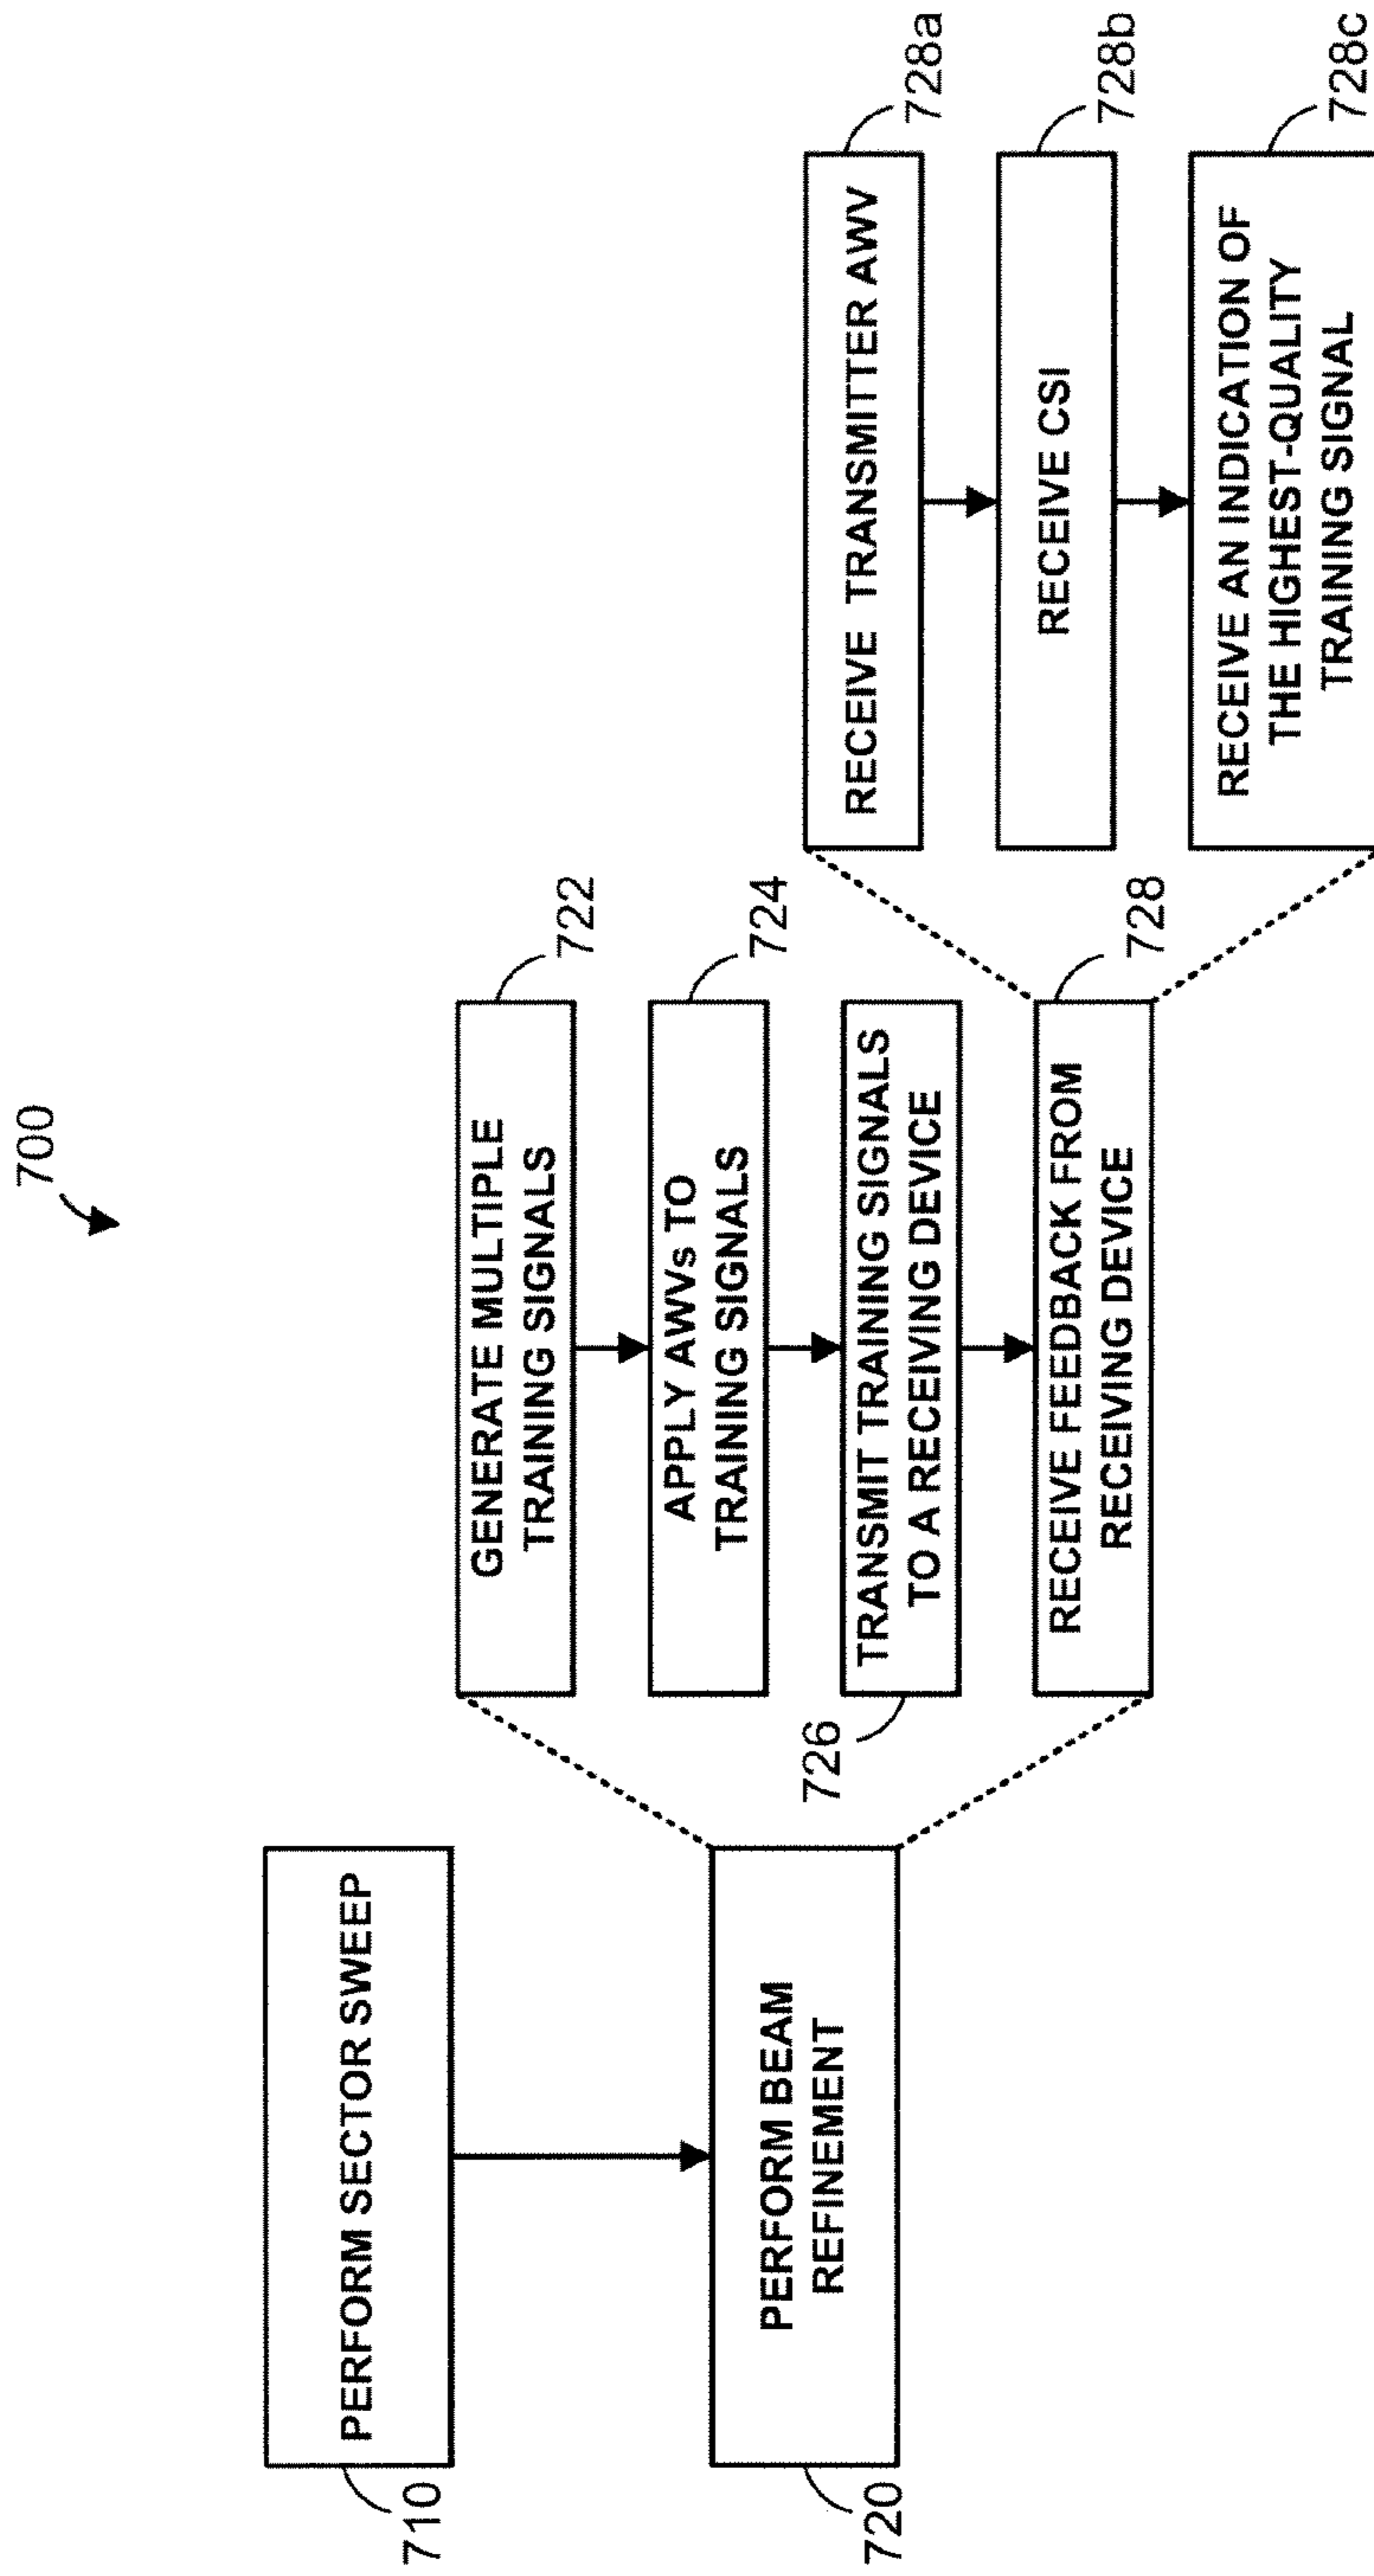 700
PERFORM SECTOR SWEEP
710
PERFORM BEAM
REFINEMENT
720
GENERATE MULTIPLE
TRAINING SIGNALS
722
APPLY AWVs TO
TRAINING SIGNALS
724
TRANSMIT TRAINING SIGNALS
TO A RECEIVING DEVICE
726
RECEIVE FEEDBACK FROM
RECEIVING DEVICE
728
RECEIVE TRANSMITTER AWV
728a
RECEIVE CSI
728b
RECEIVE AN INDICATION OF
THE HIGHEST-QUALITY
TRAINING SIGNAL
728c